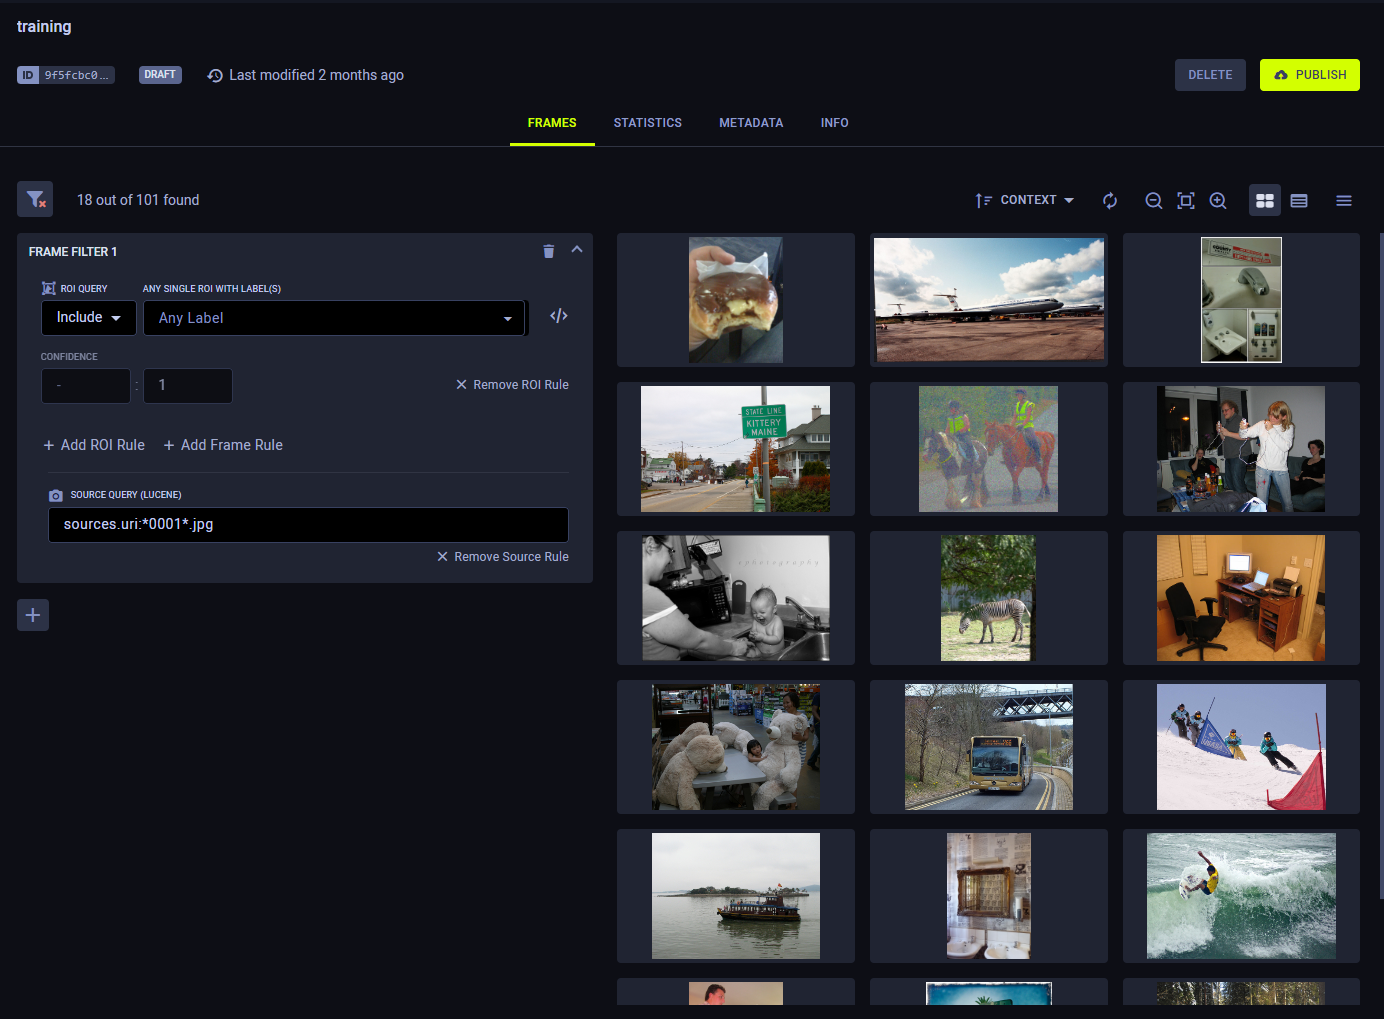 training
ID 9f5fcbc0...
DRAFT
Last modified 2 months ago
DELETE
PUBLISH
FRAMES
STATISTICS
METADATA
INFO
18 out of 101 found
CONTEXT
FRAME FILTER 1
ROI QUERY
ANY SINGLE ROI WITH LABEL(S)
Include
Any Label
CONFIDENCE
- : 1
Remove ROI Rule
+ Add ROI Rule
+ Add Frame Rule
SOURCE QUERY (LUCENE)
sources.uri:*0001*.jpg
Remove Source Rule
STATE LINE
KITTERY
MAINE